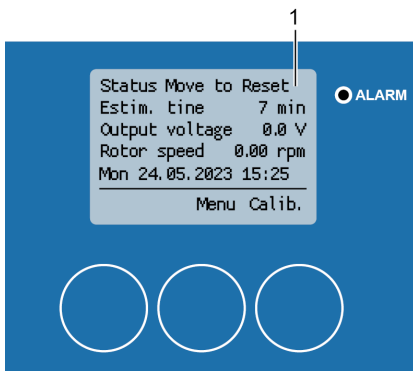 1
Status Move to Reset
ALARM
Estim. tine 7 min
Output voltage 0.0 V
Rotor speed 0.00 rpm
Mon 24.05.2023 15:25
Menu Calib.